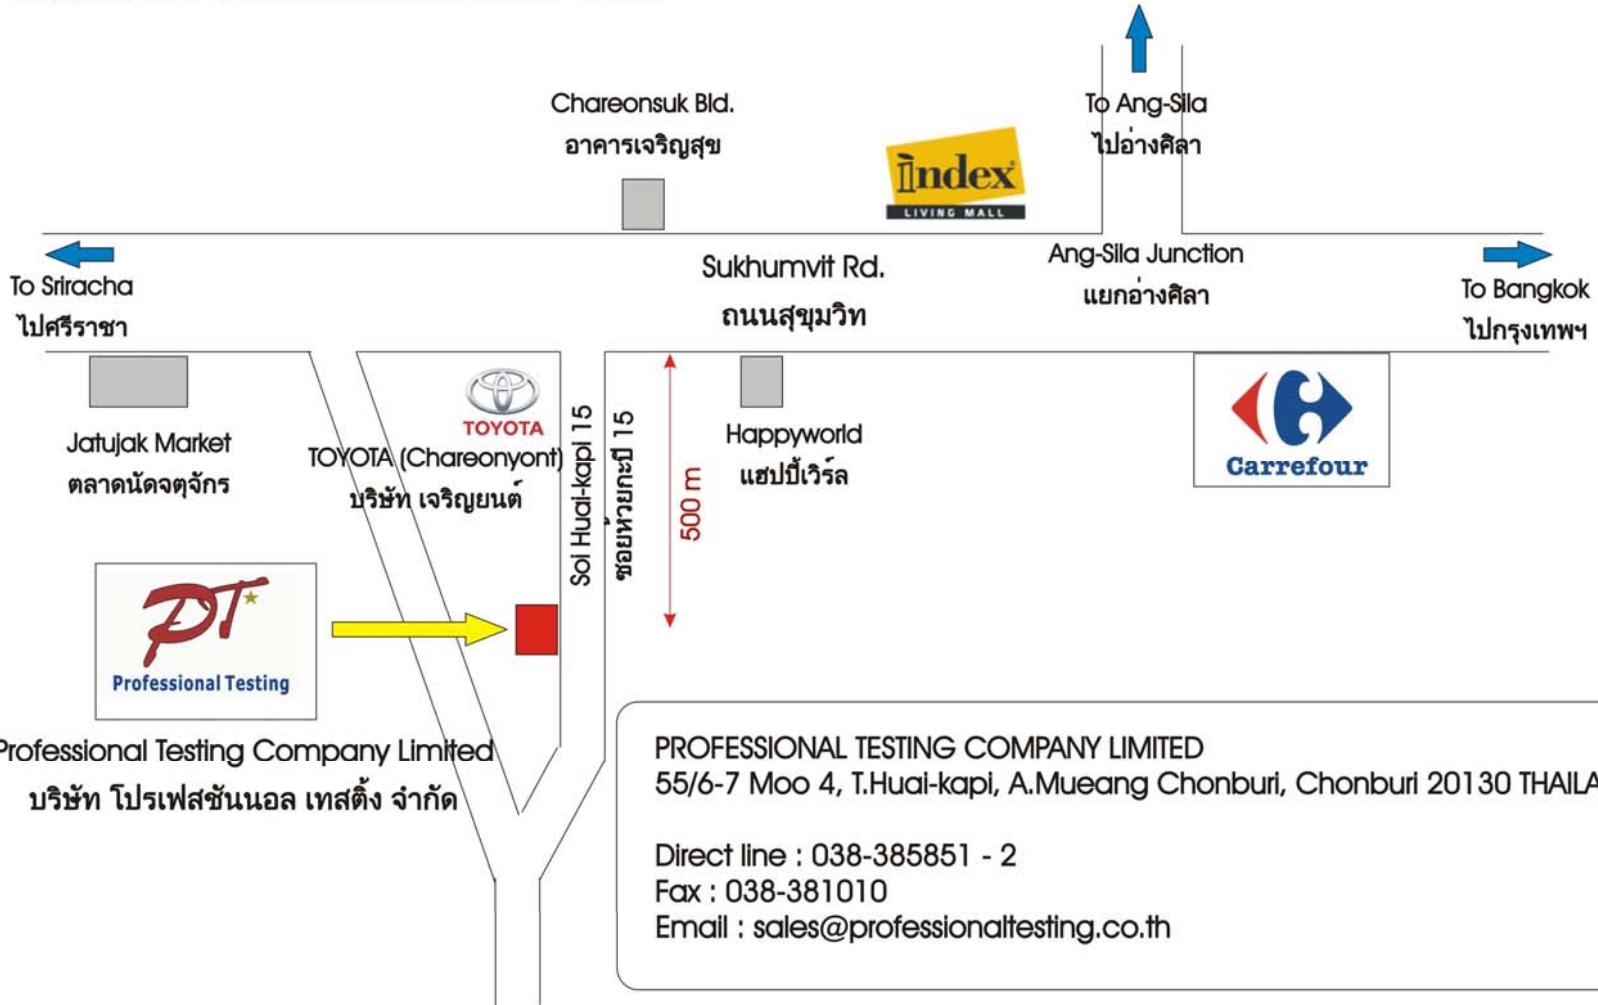 To Ang-Sila
ไปอ่างศิลา
Chareonsuk Bld.
อาคารเจริญสุข
index
LIVING MALL
To Sriracha
ไปศรีราชา
Sukhumvit Rd.
ถนนสุขุมวิท
Ang-Sila Junction
แยกอ่างศิลา
To Bangkok
ไปกรุงเทพฯ
Jatujak Market
ตลาดนัดจตุจักร
TOYOTA
TOYOTA (Chareonyont)
บริษัท เจริญยนต์
Soi Huai-kapi 15
ซอยห้วยกะปิ 15
500 m
Happyworld
แฮปปี้เวิร์ล
Carrefour
PT
Professional Testing
Professional Testing Company Limited
บริษัท โปรเฟสชันนอล เทสติ้ง จำกัด
PROFESSIONAL TESTING COMPANY LIMITED
55/6-7 Moo 4, T.Huai-kapi, A.Mueang Chonburi, Chonburi 20130 THAILA
Direct line : 038-385851 - 2
Fax : 038-381010
Email : sales@professionaltesting.co.th